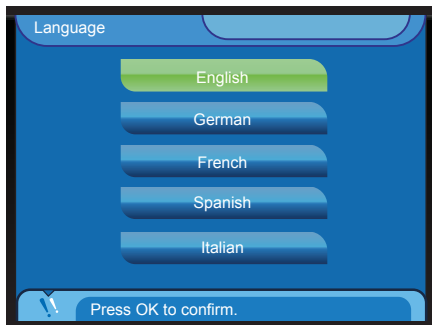 Language
English
German
French
Spanish
Italian
Press OK to confirm.